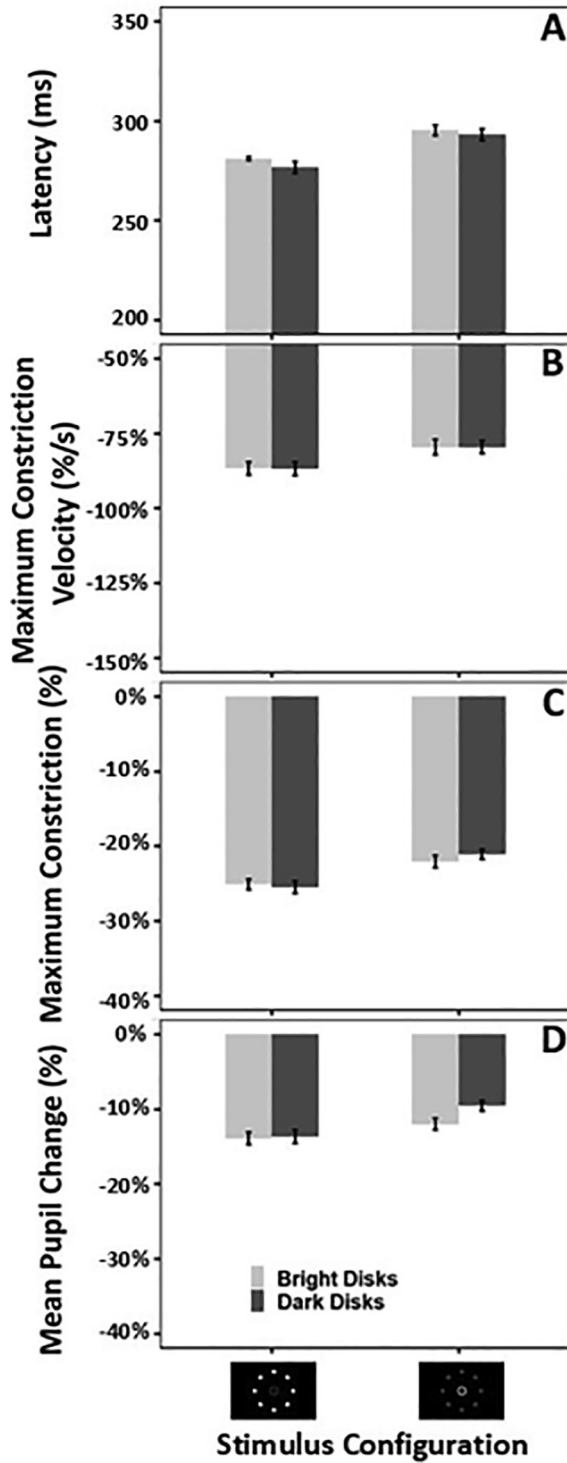 A
Latency (ms)
350
300
250
200
B
Maximum Constriction
Velocity (%/s)
-50%
-75%
-100%
-125%
-150%
C
Maximum Constriction (%)
0%
-10%
-20%
-30%
-40%
D
Mean Pupil Change (%)
0%
-10%
-20%
-30%
-40%
Bright Disks
Dark Disks
Stimulus Configuration